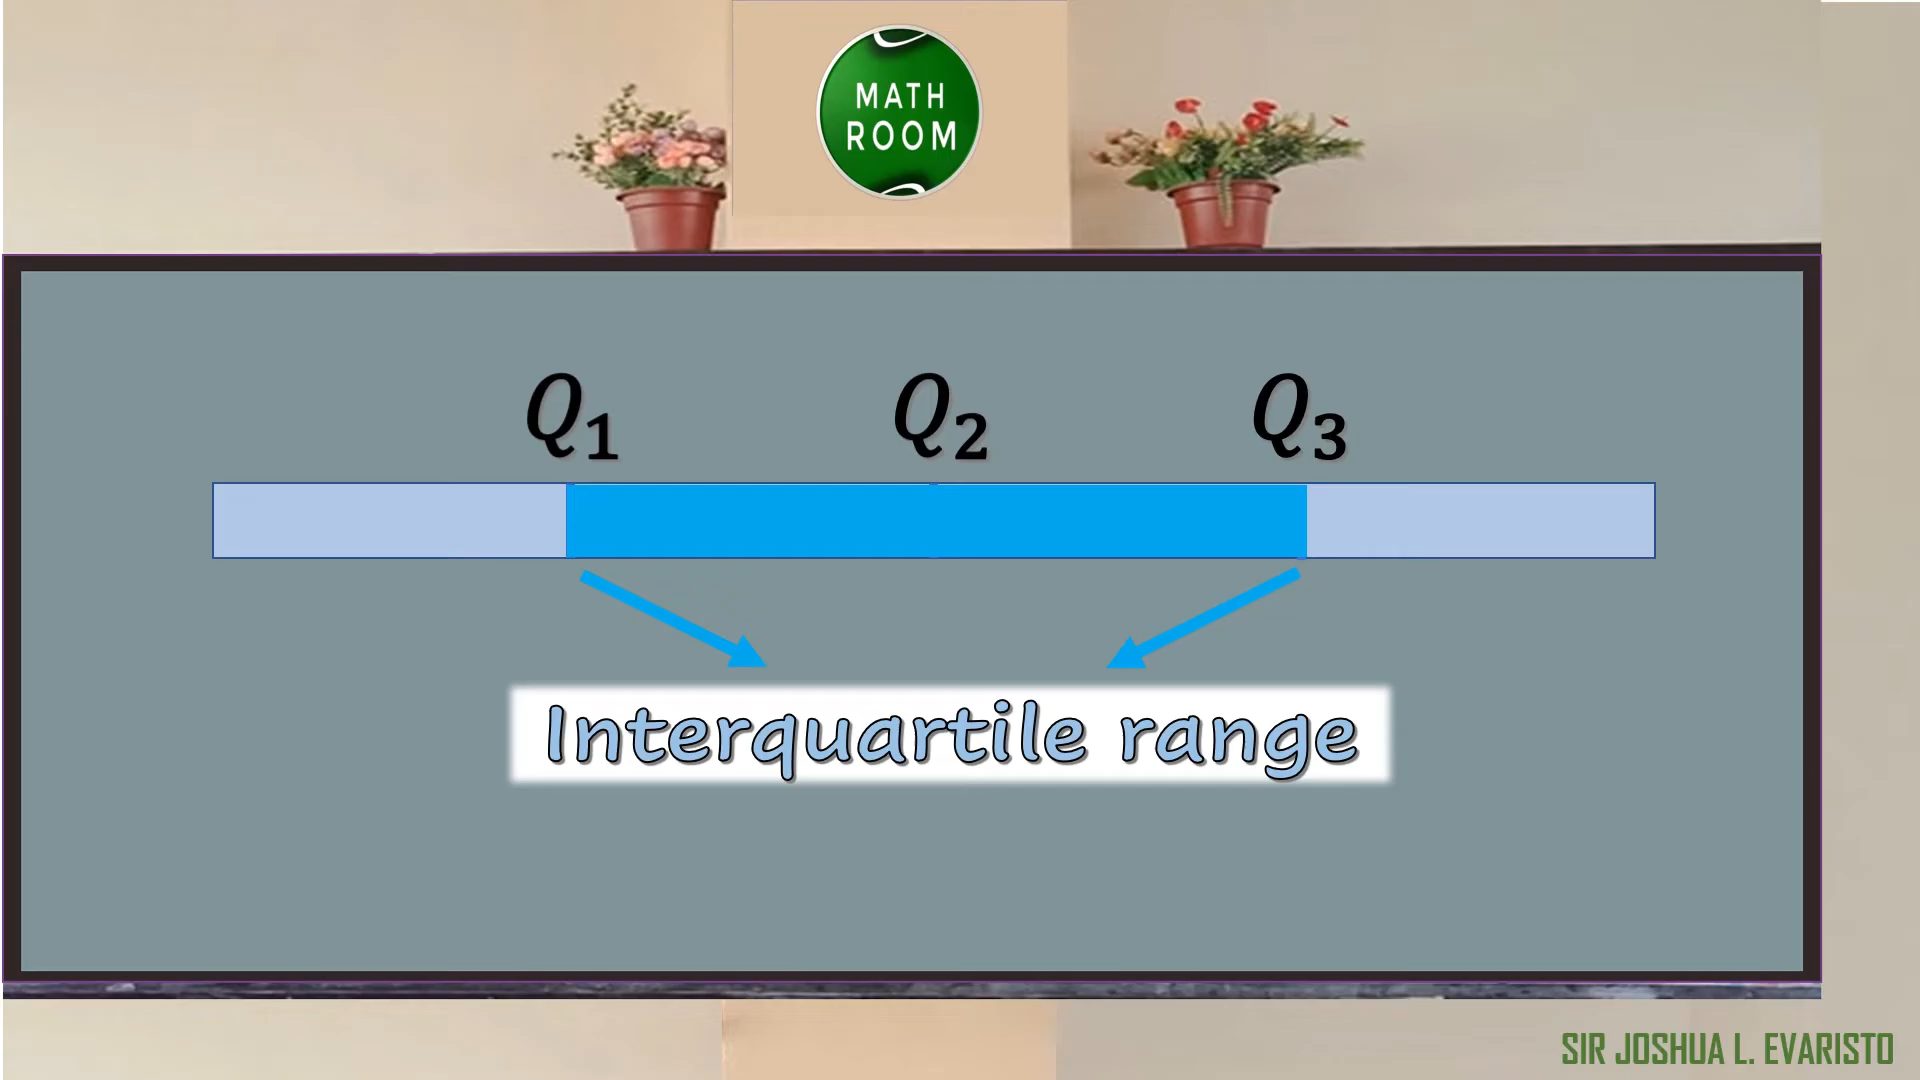 MATH
ROOM
Q₁ Q₂ Q₃
Interquartile range
SIR JOSHUA L. EVARISTO